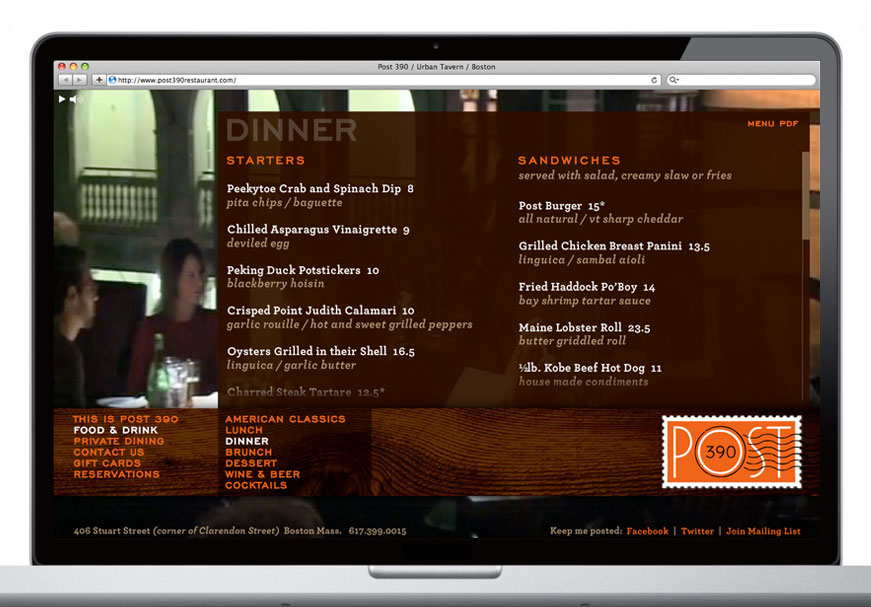 Post 390 / Urban Tavern / Boston
http://www.post390restaurant.com/
DINNER
MENU PDF
STARTERS
Peekytoe Crab and Spinach Dip 8
pita chips / baguette
Chilled Asparagus Vinaigrette 9
deviled egg
Peking Duck Potstickers 10
blackberry hoisin
Crisped Point Judith Calamari 10
garlic rouille / hot and sweet grilled peppers
Oysters Grilled in their Shell 16.5
linguica / garlic butter
Charred Steak Tartare 12.5*
SANDWICHES
served with salad, creamy slaw or fries
Post Burger 15*
all natural / vt sharp cheddar
Grilled Chicken Breast Panini 13.5
linguica / sambal aioli
Fried Haddock Po'Boy 14
bay shrimp tartar sauce
Maine Lobster Roll 23.5
butter griddled roll
½lb. Kobe Beef Hot Dog 11
house made condiments
THIS IS POST 390
FOOD & DRINK
PRIVATE DINING
CONTACT US
GIFT CARDS
RESERVATIONS
AMERICAN CLASSICS
LUNCH
DINNER
BRUNCH
DESSERT
WINE & BEER
COCKTAILS
POST 390
406 Stuart Street (corner of Clarendon Street) Boston Mass. 617.399.0015
Keep me posted: Facebook | Twitter | Join Mailing List